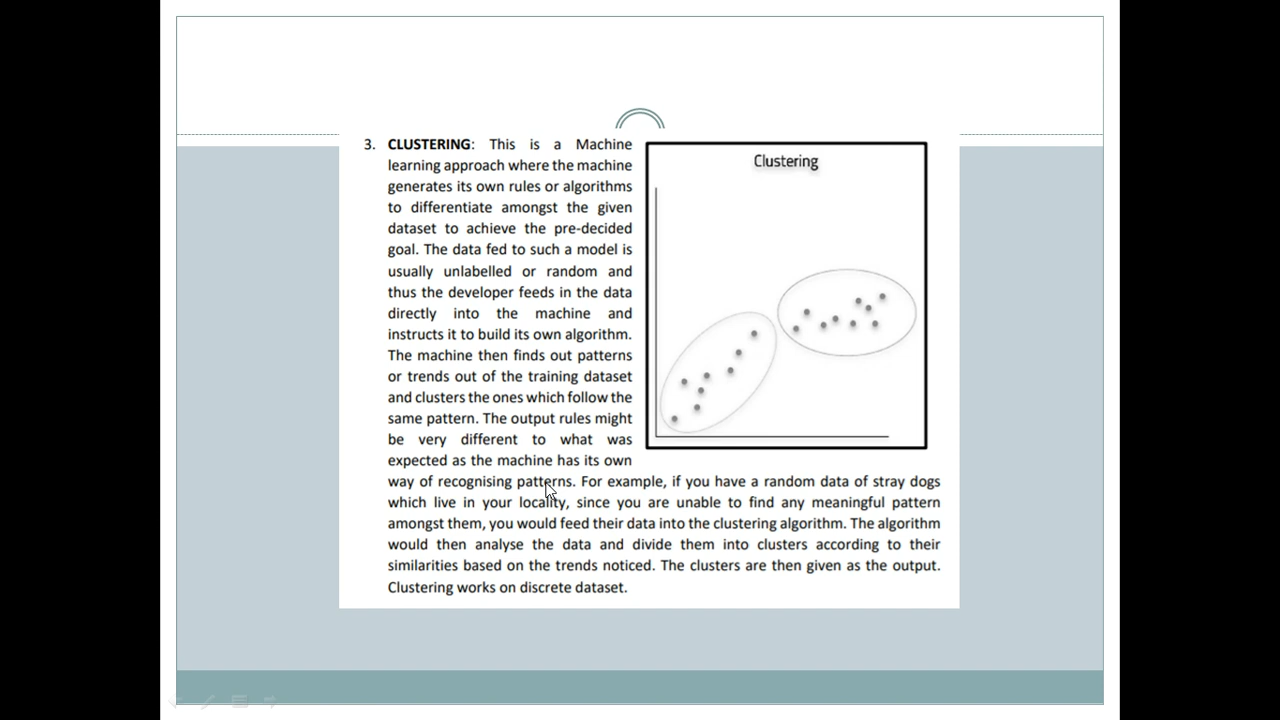 3. CLUSTERING: This is a Machine
learning approach where the machine
generates its own rules or algorithms
to differentiate amongst the given
dataset to achieve the pre-decided
goal. The data fed to such a model is
usually unlabelled or random and
thus the developer feeds in the data
directly into the machine and
instructs it to build its own algorithm.
The machine then finds out patterns
or trends out of the training dataset
and clusters the ones which follow the
same pattern. The output rules might
be very different to what was
expected as the machine has its own
way of recognising patterns. For example, if you have a random data of stray dogs
which live in your locality, since you are unable to find any meaningful pattern
amongst them, you would feed their data into the clustering algorithm. The algorithm
would then analyse the data and divide them into clusters according to their
similarities based on the trends noticed. The clusters are then given as the output.
Clustering works on discrete dataset.
Clustering